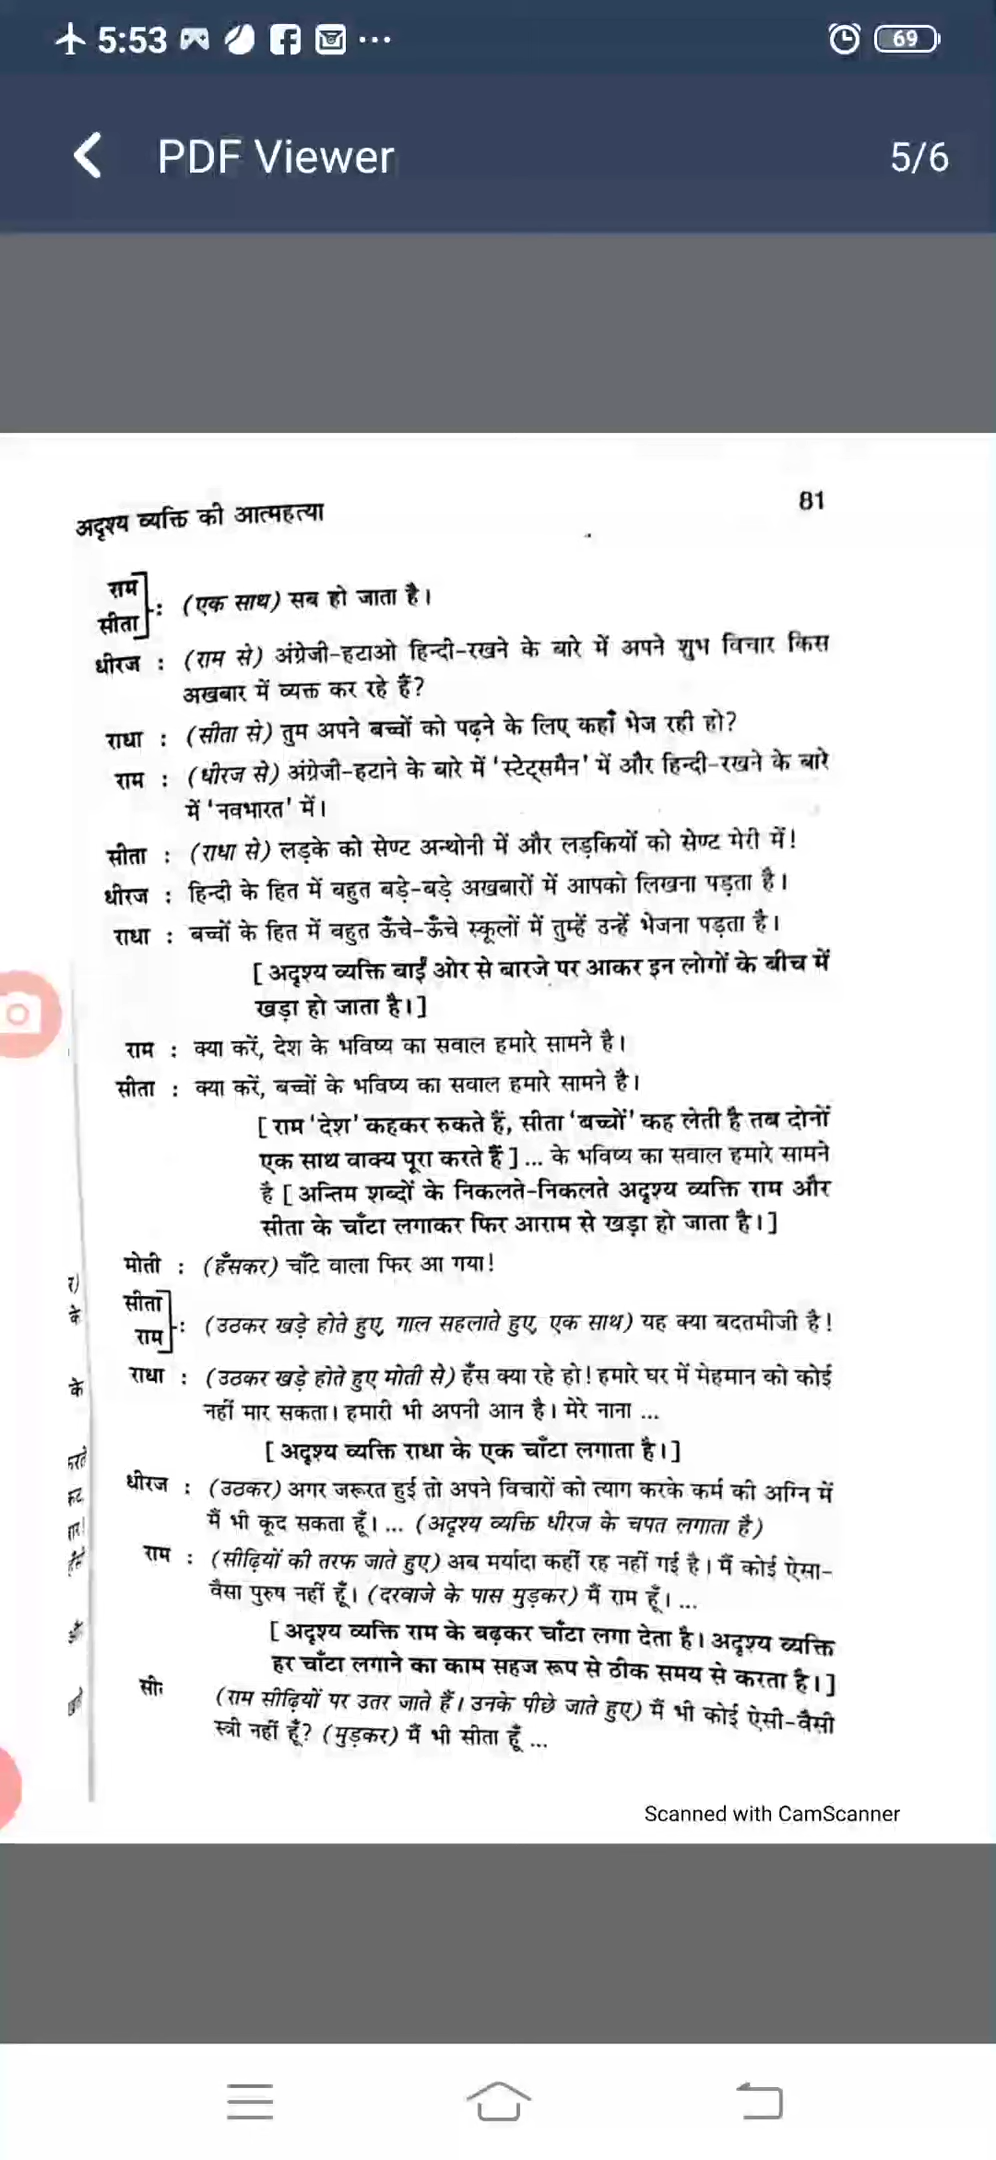 5:53 ... 69
PDF Viewer 5/6
अदृश्य व्यक्ति की आत्महत्या 81
राम
सीता : (एक साथ) सब हो जाता है।
धीरज : (राम से) अंग्रेजी-हटाओ हिन्दी-रखने के बारे में अपने शुभ विचार किस
अखबार में व्यक्त कर रहे हैं?
राधा : (सीता से) तुम अपने बच्चों को पढ़ने के लिए कहाँ भेज रही हो?
राम : (धीरज से) अंग्रेजी-हटाने के बारे में 'स्टेट्समैन' में और हिन्दी-रखने के बारे
में 'नवभारत' में।
सीता : (राधा से) लड़के को सेण्ट अन्थोनी में और लड़कियों को सेण्ट मेरी में!
धीरज : हिन्दी के हित में बहुत बड़े-बड़े अखबारों में आपको लिखना पड़ता है।
राधा : बच्चों के हित में बहुत ऊँचे-ऊँचे स्कूलों में तुम्हें उन्हें भेजना पड़ता है।
[ अदृश्य व्यक्ति बाईं ओर से बारजे पर आकर इन लोगों के बीच में
खड़ा हो जाता है।]
राम : क्या करें, देश के भविष्य का सवाल हमारे सामने है।
सीता : क्या करें, बच्चों के भविष्य का सवाल हमारे सामने है।
[ राम 'देश' कहकर रुकते हैं, सीता 'बच्चों' कह लेती है तब दोनों
एक साथ वाक्य पूरा करते हैं ] ... के भविष्य का सवाल हमारे सामने
है [ अन्तिम शब्दों के निकलते-निकलते अदृश्य व्यक्ति राम और
सीता के चाँटा लगाकर फिर आराम से खड़ा हो जाता है।]
मोती : (हँसकर) चाँटे वाला फिर आ गया!
सीता
राम : (उठकर खड़े होते हुए, गाल सहलाते हुए, एक साथ) यह क्या बदतमीजी है!
राधा : (उठकर खड़े होते हुए मोती से) हँस क्या रहे हो! हमारे घर में मेहमान को कोई
नहीं मार सकता। हमारी भी अपनी आन है। मेरे नाना ...
[ अदृश्य व्यक्ति राधा के एक चाँटा लगाता है।]
धीरज : (उठकर) अगर जरूरत हुई तो अपने विचारों को त्याग करके कर्म की अग्नि में
मैं भी कूद सकता हूँ। ... (अदृश्य व्यक्ति धीरज के चपत लगाता है)
राम : (सीढ़ियों की तरफ जाते हुए) अब मर्यादा कहीं रह नहीं गई है। मैं कोई ऐसा-
वैसा पुरुष नहीं हूँ। (दरवाजे के पास मुड़कर) मैं राम हूँ। ...
[ अदृश्य व्यक्ति राम के बढ़कर चाँटा लगा देता है। अदृश्य व्यक्ति
हर चाँटा लगाने का काम सहज रूप से ठीक समय से करता है।]
(राम सीढ़ियों पर उतर जाते हैं। उनके पीछे जाते हुए) मैं भी कोई ऐसी-वैसी
स्त्री नहीं हूँ? (मुड़कर) मैं भी सीता हूँ ...
के
के
Scanned with CamScanner